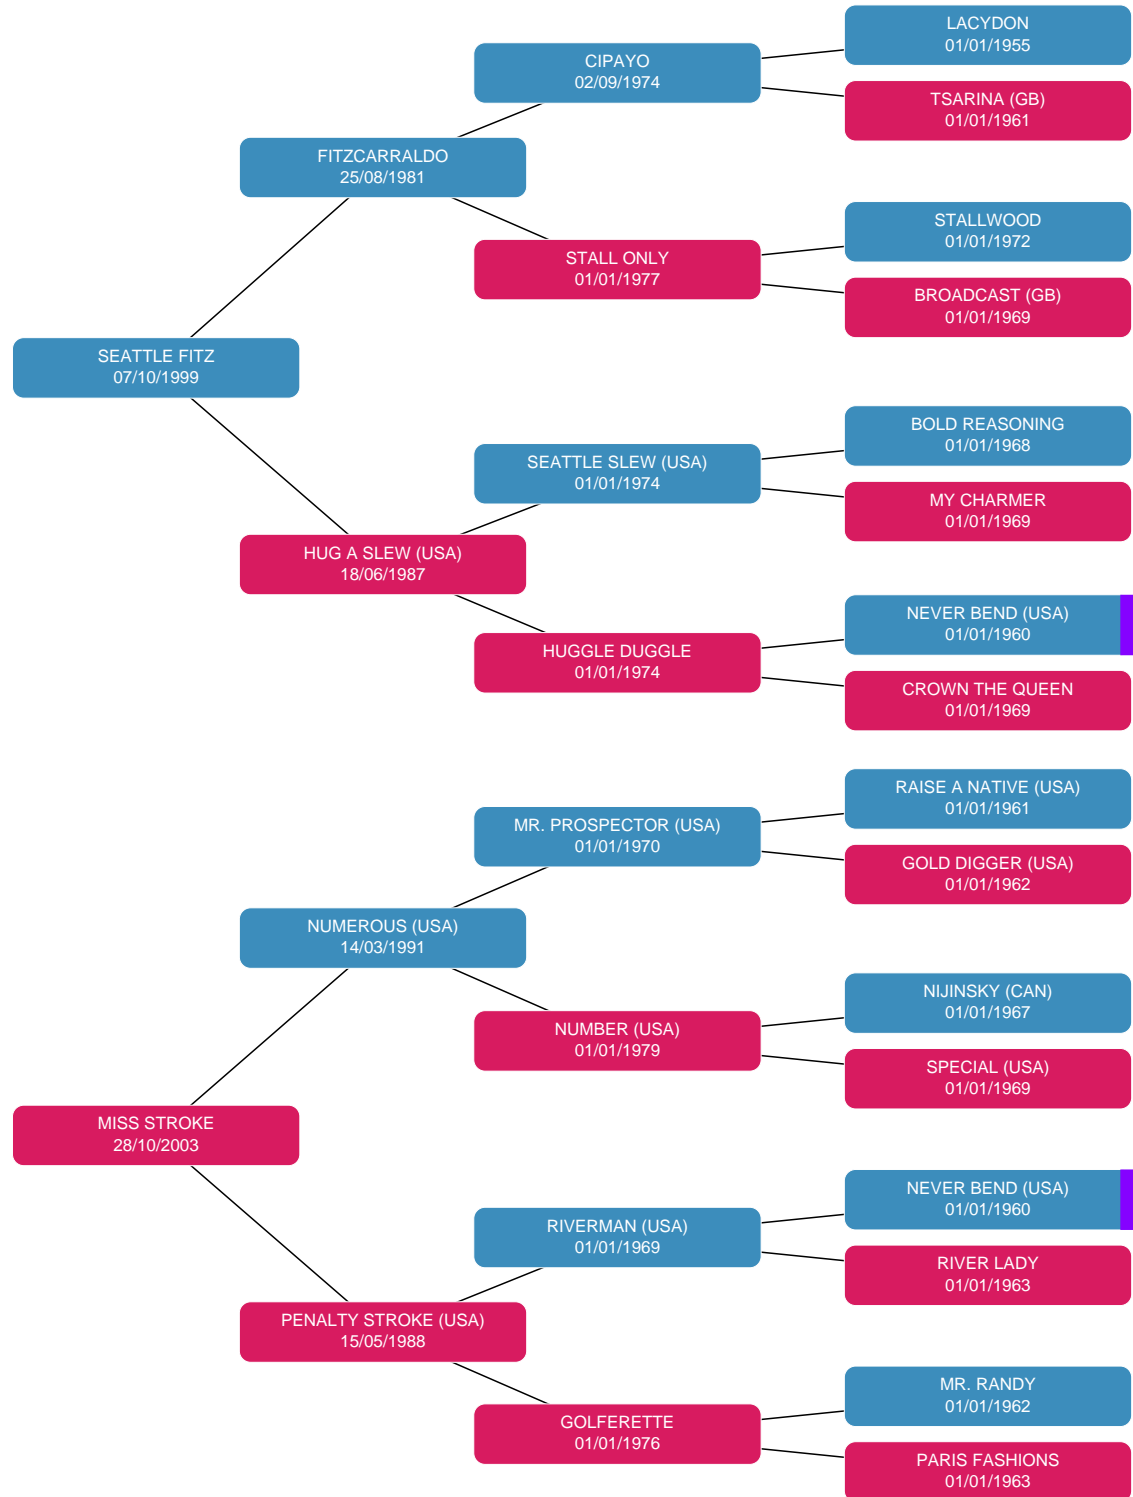 LACYDON
01/01/1955
CIPAYO
02/09/1974
TSARINA (GB)
01/01/1961
FITZCARRALDO
25/08/1981
STALLWOOD
01/01/1972
STALL ONLY
01/01/1977
BROADCAST (GB)
01/01/1969
SEATTLE FITZ
07/10/1999
BOLD REASONING
01/01/1968
SEATTLE SLEW (USA)
01/01/1974
MY CHARMER
01/01/1969
HUG A SLEW (USA)
18/06/1987
NEVER BEND (USA)
01/01/1960
HUGGLE DUGGLE
01/01/1974
CROWN THE QUEEN
01/01/1969
RAISE A NATIVE (USA)
01/01/1961
MR. PROSPECTOR (USA)
01/01/1970
GOLD DIGGER (USA)
01/01/1962
NUMEROUS (USA)
14/03/1991
NIJINSKY (CAN)
01/01/1967
NUMBER (USA)
01/01/1979
SPECIAL (USA)
01/01/1969
MISS STROKE
28/10/2003
NEVER BEND (USA)
01/01/1960
RIVERMAN (USA)
01/01/1969
RIVER LADY
01/01/1963
PENALTY STROKE (USA)
15/05/1988
MR. RANDY
01/01/1962
GOLFERETTE
01/01/1976
PARIS FASHIONS
01/01/1963